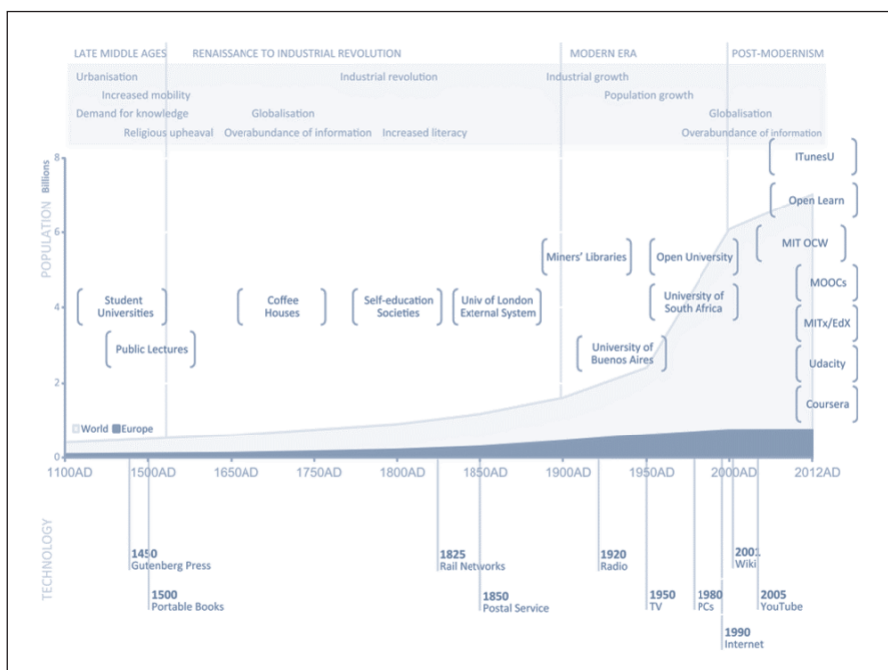 LATE MIDDLE AGES
RENAISSANCE TO INDUSTRIAL REVOLUTION
MODERN ERA
POST-MODERNISM
Urbanisation
Industrial revolution
Industrial growth
Increased mobility
Population growth
Demand for knowledge
Globalisation
Globalisation
Religious upheaval
Overabundance of information
Increased literacy
Overabundance of information
POPULATION Billions
8
6
4
2
0
ITunesU
Open Learn
MIT OCW
Miners' Libraries
Open University
MOOCs
Student
Universities
Coffee
Houses
Self-education
Societies
Univ of London
External System
University of
South Africa
MITx/EdX
Public Lectures
University of
Buenos Aires
Udacity
Coursera
World
Europe
1100AD
1500AD
1650AD
1750AD
1800AD
1850AD
1900AD
1950AD
2000AD
2012AD
TECHNOLOGY
1450
Gutenberg Press
1825
Rail Networks
1920
Radio
2001
Wiki
1500
Portable Books
1850
Postal Service
1950
TV
1980
PCs
2005
YouTube
1990
Internet